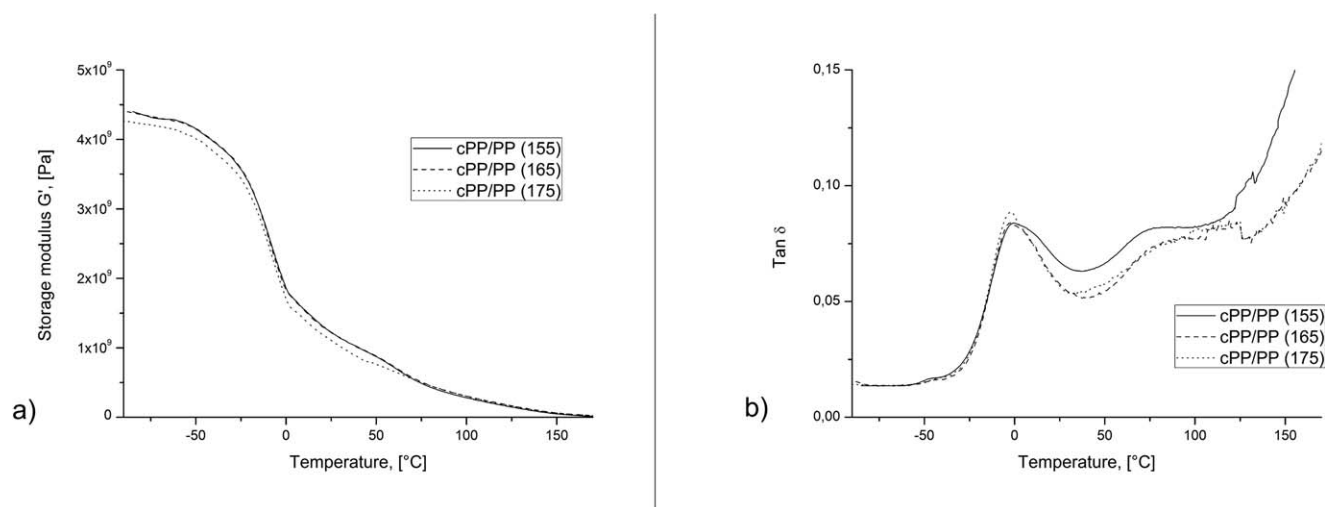 5x10⁹
4x10⁹
3x10⁹
2x10⁹
1x10⁹
0
Storage modulus G', [Pa]
-50
0
50
100
150
Temperature, [°C]
cPP/PP (155)
cPP/PP (165)
cPP/PP (175)
a)
0,15
0,10
0,05
0,00
Tan δ
-50
0
50
100
150
Temperature, [°C]
cPP/PP (155)
cPP/PP (165)
cPP/PP (175)
b)